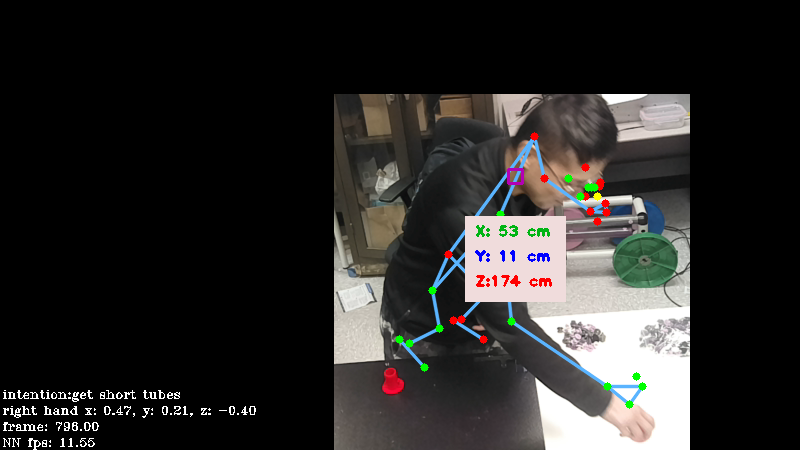 X: 53 cm
Y: 11 cm
Z:174 cm
intention:get short tubes
right hand x: 0.47, y: 0.21, z: −0.40
frame: 796.00
NN fps: 11.55